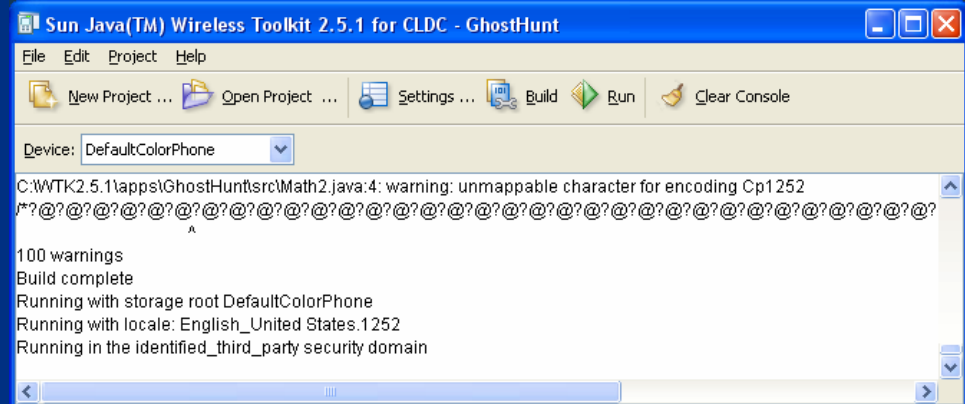 Sun Java(TM) Wireless Toolkit 2.5.1 for CLDC - GhostHunt
File Edit Project Help
New Project ... Open Project ... Settings ... Build Run Clear Console
Device: DefaultColorPhone
C:\WTK2.5.1\apps\GhostHunt\src\Math2.java:4: warning: unmappable character for encoding Cp1252
/*?@?@?@?@?@?@?@?@?@?@?@?@?@?@?@?@?@?@?@?@?@?@?@?@?@?@?@?@?@?@?@?@?@?
^
100 warnings
Build complete
Running with storage root DefaultColorPhone
Running with locale: English_United States.1252
Running in the identified_third_party security domain